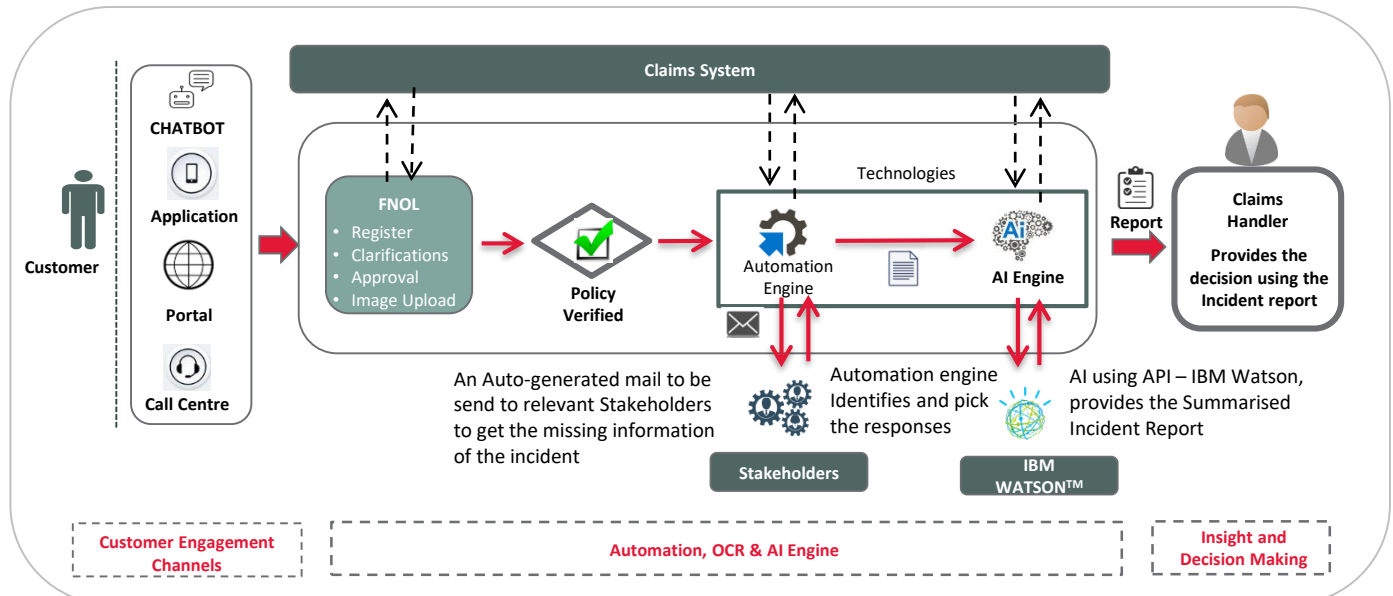 Claims System
CHATBOT
Application
Portal
Call Centre
Customer
FNOL
• Register
• Clarifications
• Approval
• Image Upload
Policy
Verified
Technologies
Automation
Engine
Ai
AI Engine
Report
Claims
Handler
Provides the
decision using the
Incident report
An Auto-generated mail to be
send to relevant Stakeholders
to get the missing information
of the incident
Automation engine
Identifies and pick
the responses
AI using API – IBM Watson,
provides the Summarised
Incident Report
Stakeholders
IBM
WATSON™
Customer Engagement
Channels
Automation, OCR & AI Engine
Insight and
Decision Making